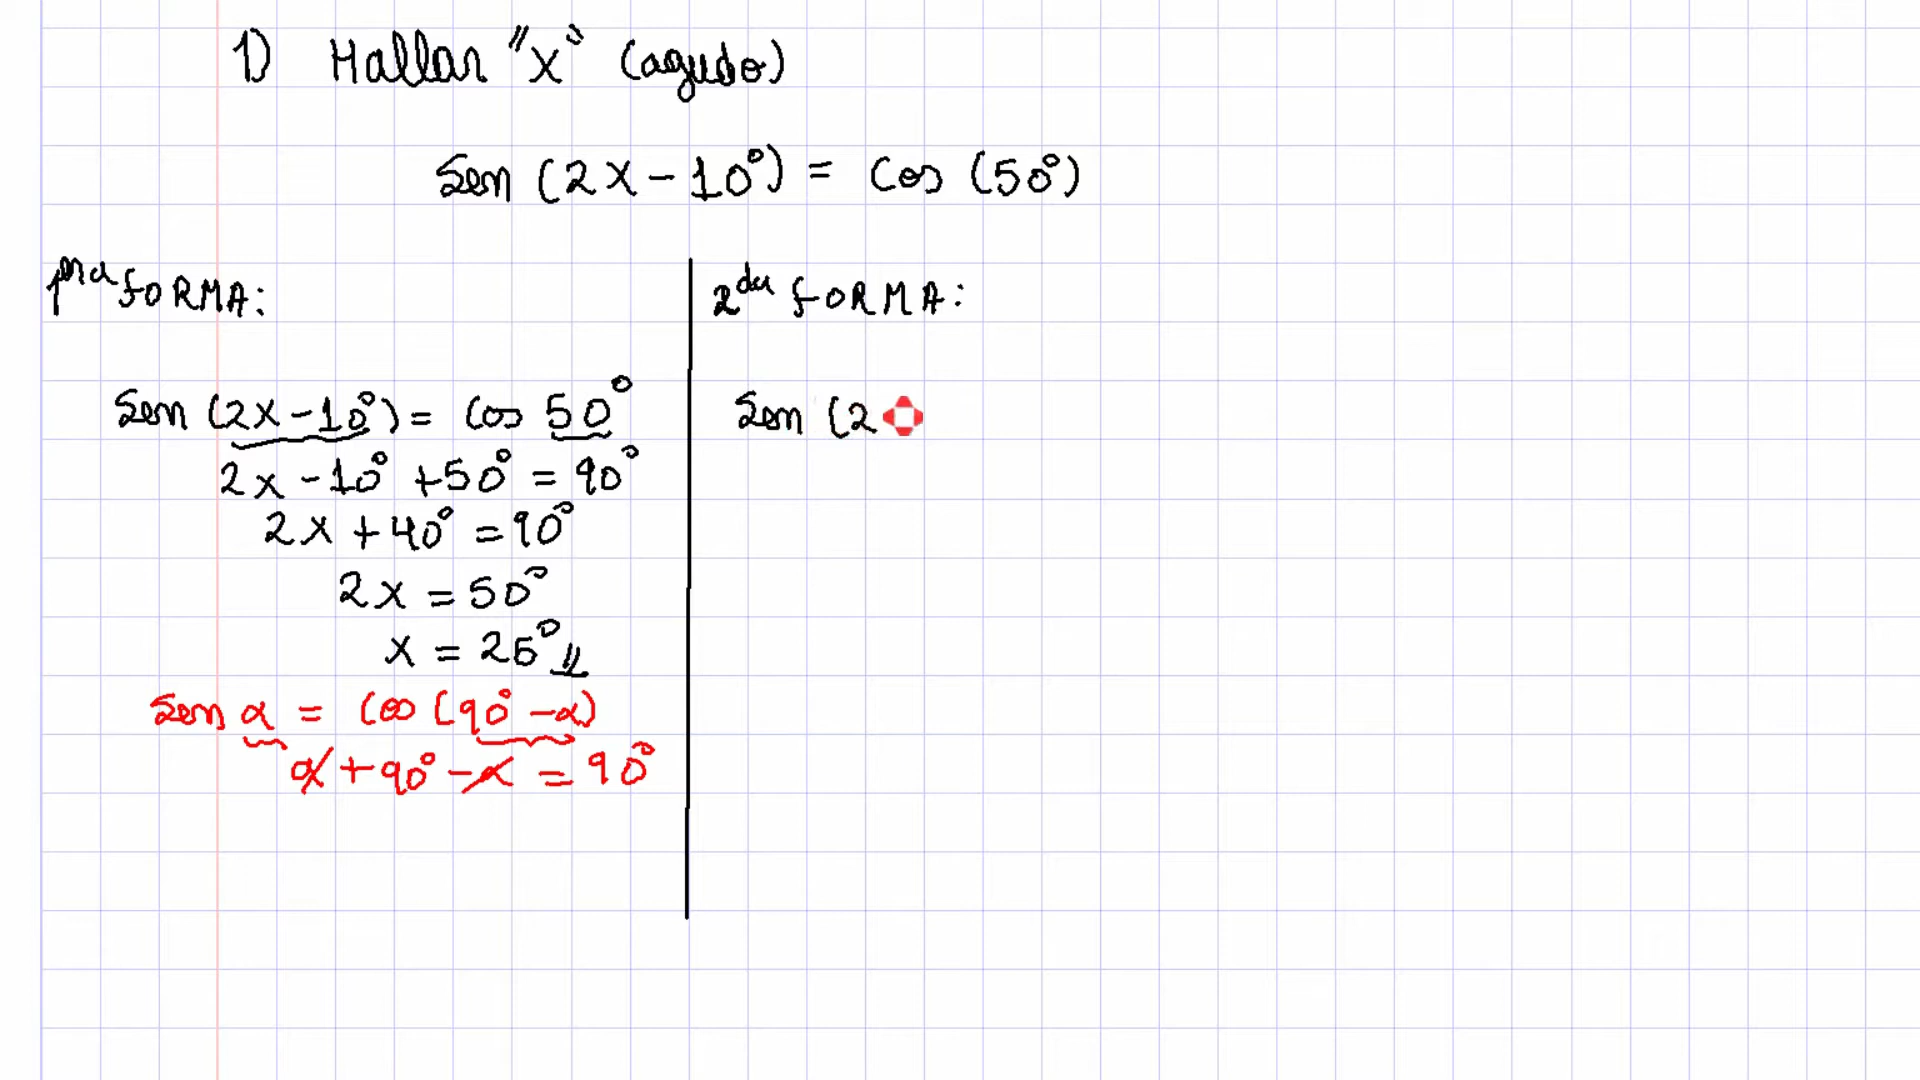 1) Hallar "x" (agudo)
Sen (2x - 10°) = Cos (50°)
1ra FORMA:
Sen (2x - 10°) = Cos 50°
2x - 10° + 50° = 90°
2x + 40° = 90°
2x = 50°
x = 25°
Sen α = Cos (90° - α)
α + 90° - α = 90°
2da FORMA:
Sen (2